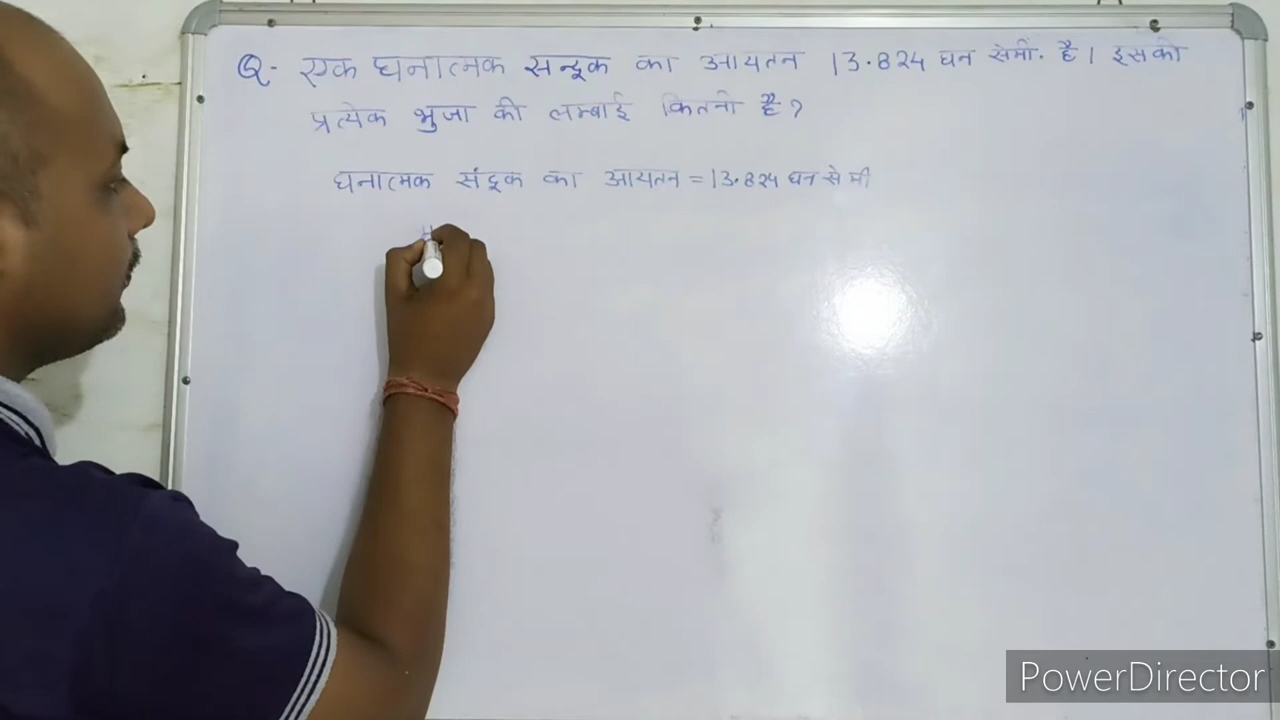 Q- एक घनात्मक सन्दूक का आयतन 13.824 घन सेमी. है। इसको
प्रत्येक भुजा की लम्बाई कितनी है?
घनात्मक संदूक का आयतन = 13.824 घन से मी
PowerDirector